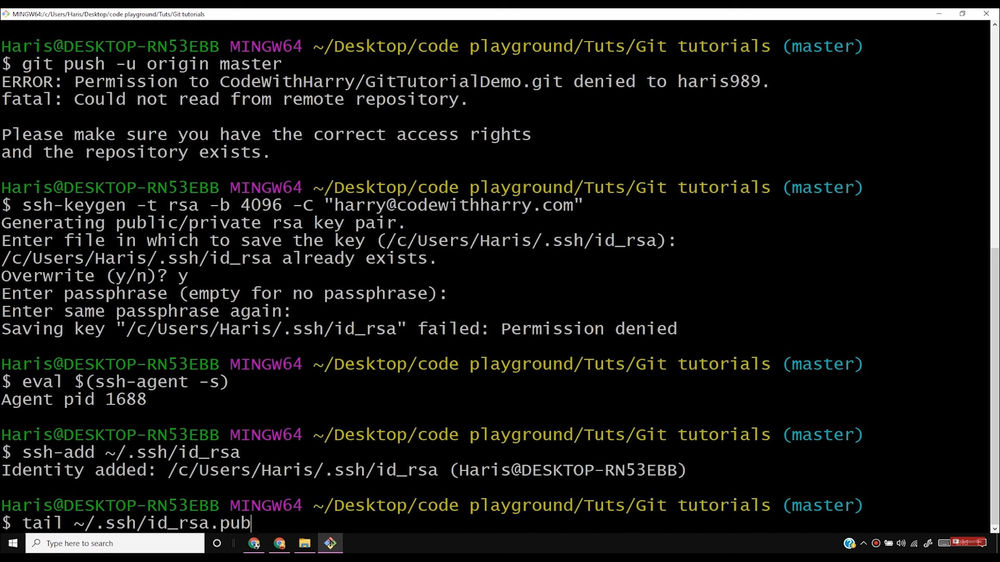 MINGW64:/c/Users/Haris/Desktop/code playground/Tuts/Git tutorials
Haris@DESKTOP-RN53EBB MINGW64 ~/Desktop/code playground/Tuts/Git tutorials (master)
$ git push -u origin master
ERROR: Permission to CodeWithHarry/GitTutorialDemo.git denied to haris989.
fatal: Could not read from remote repository.
Please make sure you have the correct access rights
and the repository exists.
Haris@DESKTOP-RN53EBB MINGW64 ~/Desktop/code playground/Tuts/Git tutorials (master)
$ ssh-keygen -t rsa -b 4096 -C "harry@codewithharry.com"
Generating public/private rsa key pair.
Enter file in which to save the key (/c/Users/Haris/.ssh/id_rsa):
/c/Users/Haris/.ssh/id_rsa already exists.
Overwrite (y/n)? y
Enter passphrase (empty for no passphrase):
Enter same passphrase again:
Saving key "/c/Users/Haris/.ssh/id_rsa" failed: Permission denied
Haris@DESKTOP-RN53EBB MINGW64 ~/Desktop/code playground/Tuts/Git tutorials (master)
$ eval $(ssh-agent -s)
Agent pid 1688
Haris@DESKTOP-RN53EBB MINGW64 ~/Desktop/code playground/Tuts/Git tutorials (master)
$ ssh-add ~/.ssh/id_rsa
Identity added: /c/Users/Haris/.ssh/id_rsa (Haris@DESKTOP-RN53EBB)
Haris@DESKTOP-RN53EBB MINGW64 ~/Desktop/code playground/Tuts/Git tutorials (master)
$ tail ~/.ssh/id_rsa.pub
Type here to search
Subscribe